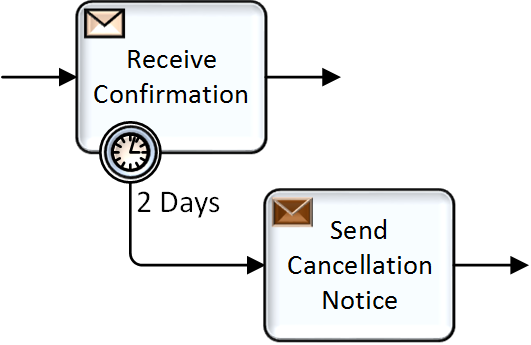 Receive
Confirmation
2 Days
Send
Cancellation
Notice